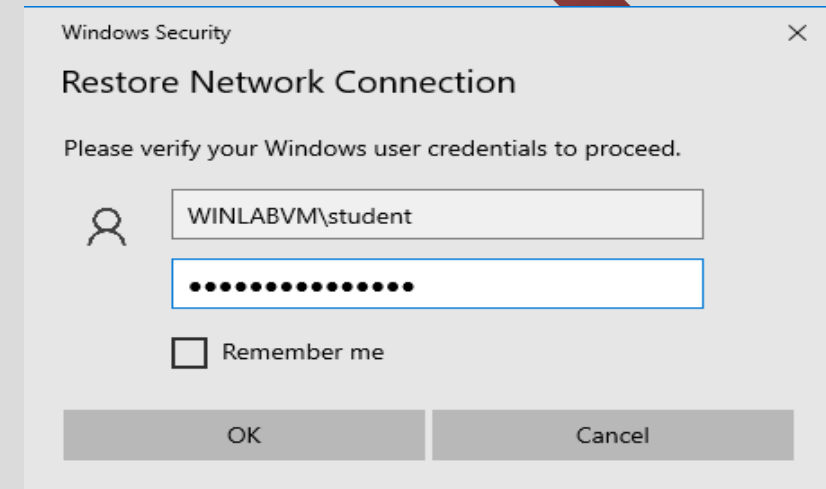 Windows Security
Restore Network Connection
Please verify your Windows user credentials to proceed.
WINLABVM\student
●●●●●●●●●●●●●●●
Remember me
OK
Cancel